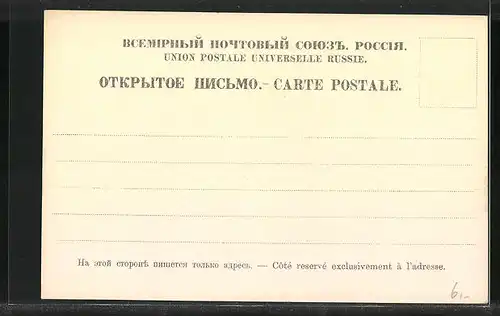 ВСЕМІРНЫЙ ПОЧТОВЫЙ СОЮЗЪ. РОССІЯ.
UNION POSTALE UNIVERSELLE RUSSIE.
ОТКРЫТОЕ ПИСЬМО.– CARTE POSTALE.
На этой сторонѣ пишется только адресъ. — Côté reservé exclusivement à l'adresse.
6,-